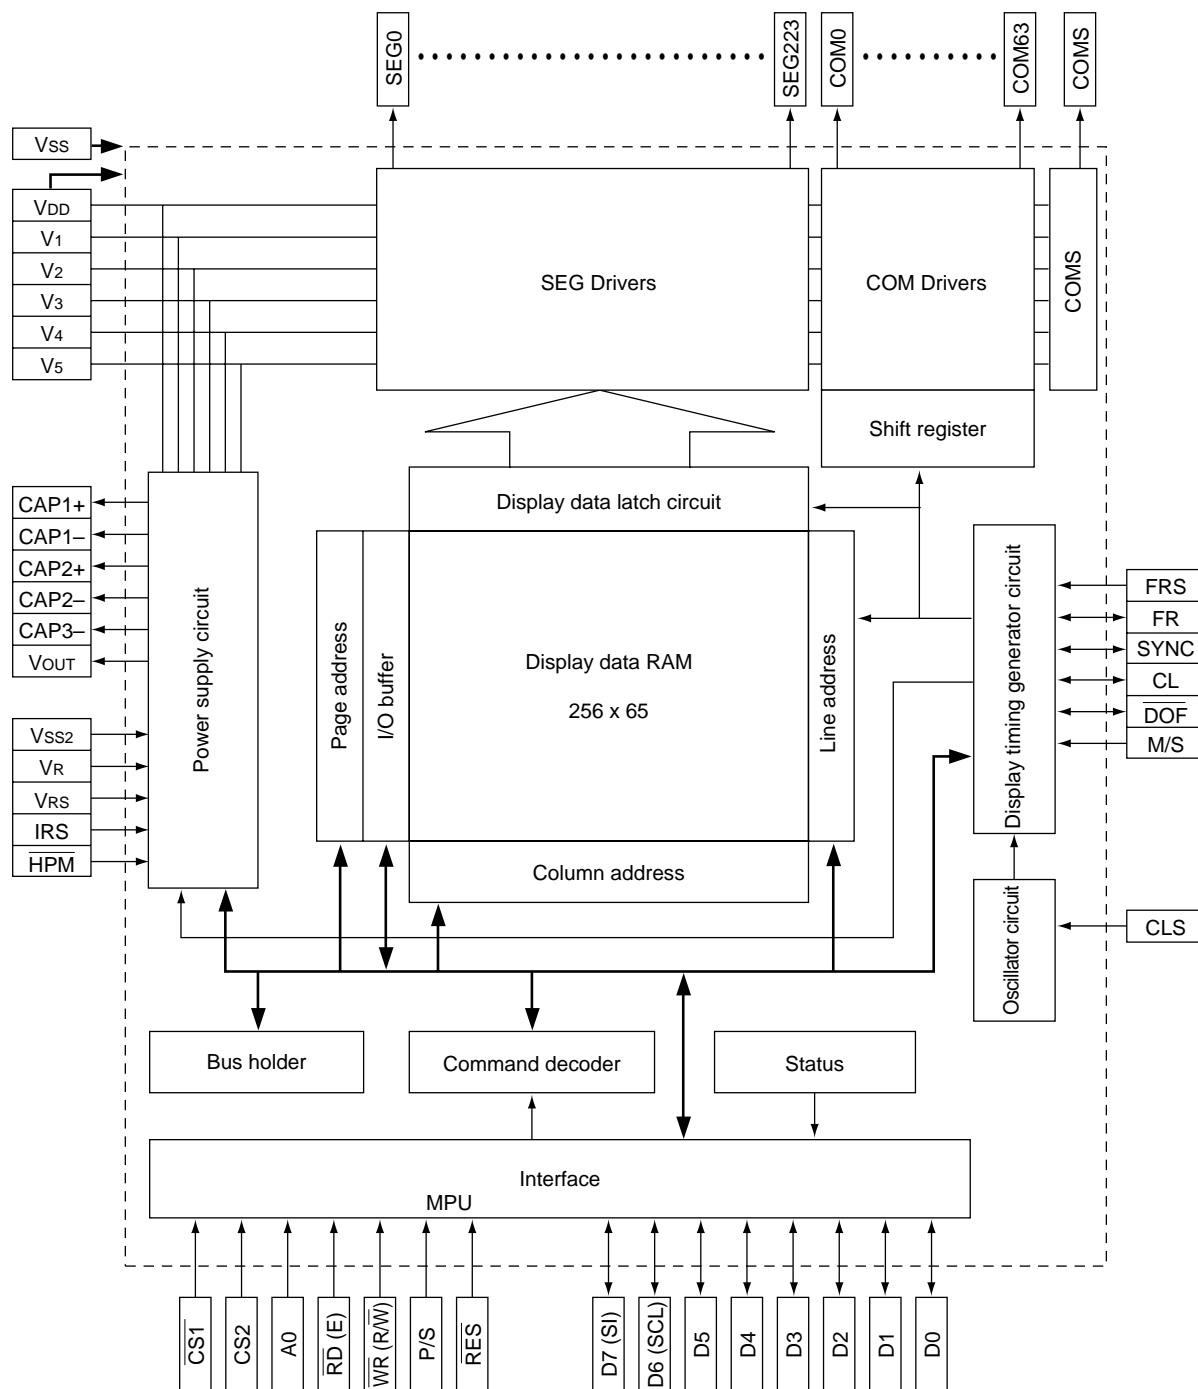 SEG0
SEG223
COM0
COM63
COMS
VSS
VDD
V1
V2
V3
V4
V5
SEG Drivers
COM Drivers
COMS
Shift register
CAP1+
CAP1–
CAP2+
CAP2–
CAP3–
VOUT
VSS2
VR
VRS
IRS
HPM
Power supply circuit
Display data latch circuit
Page address
I/O buffer
Display data RAM
256 x 65
Line address
Column address
Display timing generator circuit
FRS
FR
SYNC
CL
DOF
M/S
Oscillator circuit
CLS
Bus holder
Command decoder
Status
Interface
MPU
CS1
CS2
A0
RD (E)
WR (R/W)
P/S
RES
D7 (SI)
D6 (SCL)
D5
D4
D3
D2
D1
D0